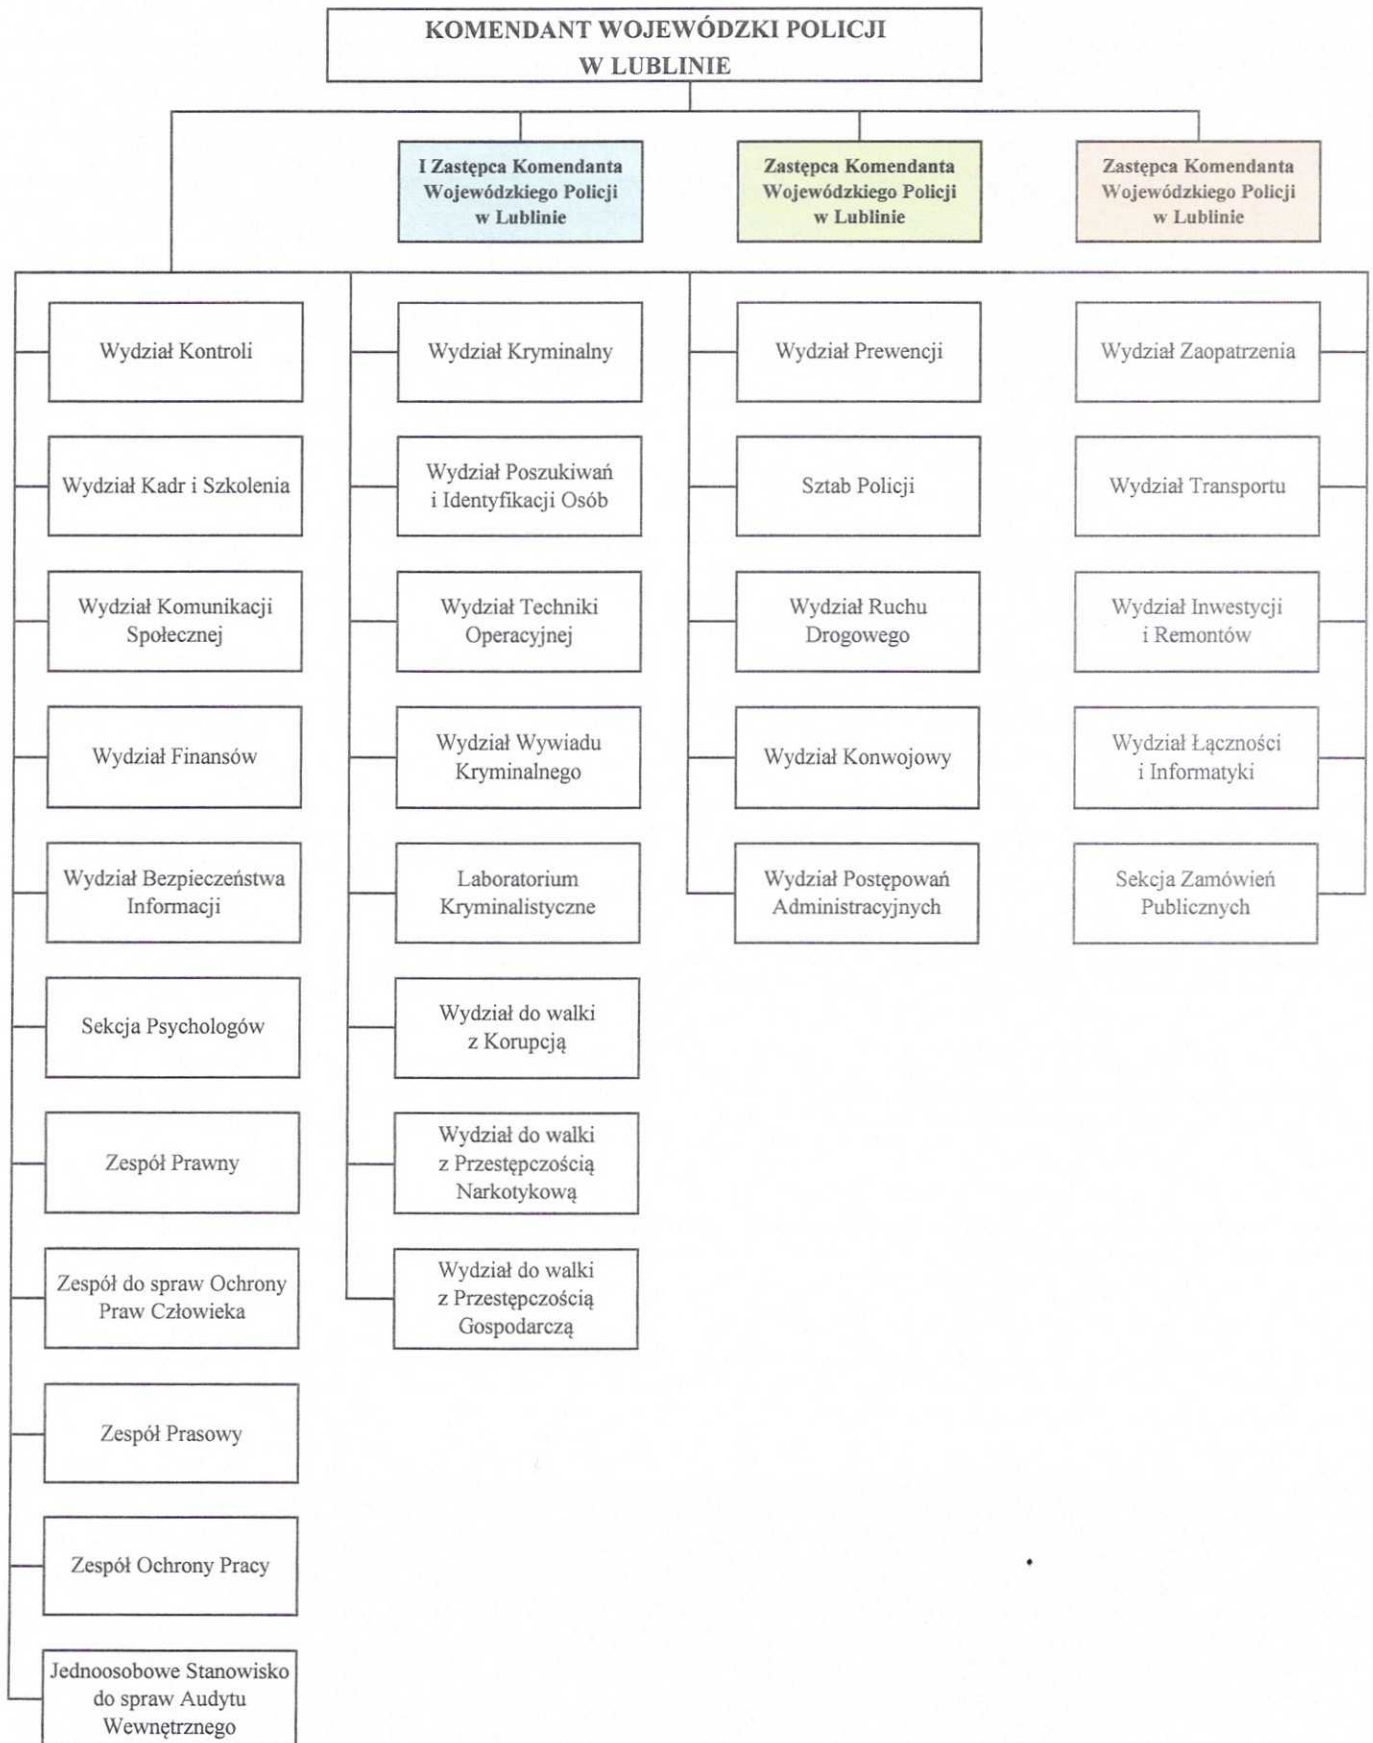 KOMENDANT WOJEWÓDZKI POLICJI
W LUBLINIE
I Zastępca Komendanta
Wojewódzkiego Policji
w Lublinie
Zastępca Komendanta
Wojewódzkiego Policji
w Lublinie
Zastępca Komendanta
Wojewódzkiego Policji
w Lublinie
Wydział Kontroli
Wydział Kadr i Szkolenia
Wydział Komunikacji
Społecznej
Wydział Finansów
Wydział Bezpieczeństwa
Informacji
Sekcja Psychologów
Zespół Prawny
Zespół do spraw Ochrony
Praw Człowieka
Zespół Prasowy
Zespół Ochrony Pracy
Jednoosobowe Stanowisko
do spraw Audytu
Wewnętrznego
Wydział Kryminalny
Wydział Poszukiwań
i Identyfikacji Osób
Wydział Techniki
Operacyjnej
Wydział Wywiadu
Kryminalnego
Laboratorium
Kryminalistyczne
Wydział do walki
z Korupcją
Wydział do walki
z Przestępczością
Narkotykową
Wydział do walki
z Przestępczością
Gospodarczą
Wydział Prewencji
Sztab Policji
Wydział Ruchu
Drogowego
Wydział Konwojowy
Wydział Postępowań
Administracyjnych
Wydział Zaopatrzenia
Wydział Transportu
Wydział Inwestycji
i Remontów
Wydział Łączności
i Informatyki
Sekcja Zamówień
Publicznych